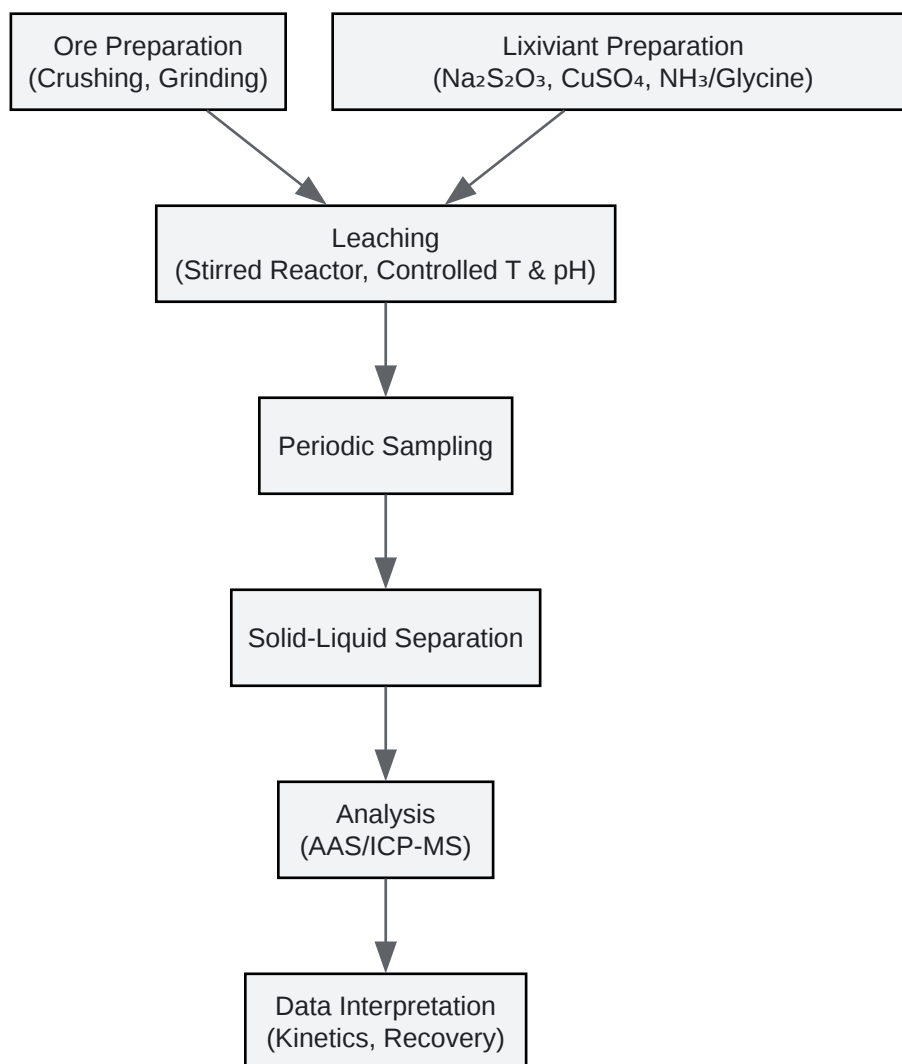 Ore Preparation
(Crushing, Grinding)
Lixiviant Preparation
(Na₂S₂O₃, CuSO₄, NH₃/Glycine)
Leaching
(Stirred Reactor, Controlled T & pH)
Periodic Sampling
Solid-Liquid Separation
Analysis
(AAS/ICP-MS)
Data Interpretation
(Kinetics, Recovery)